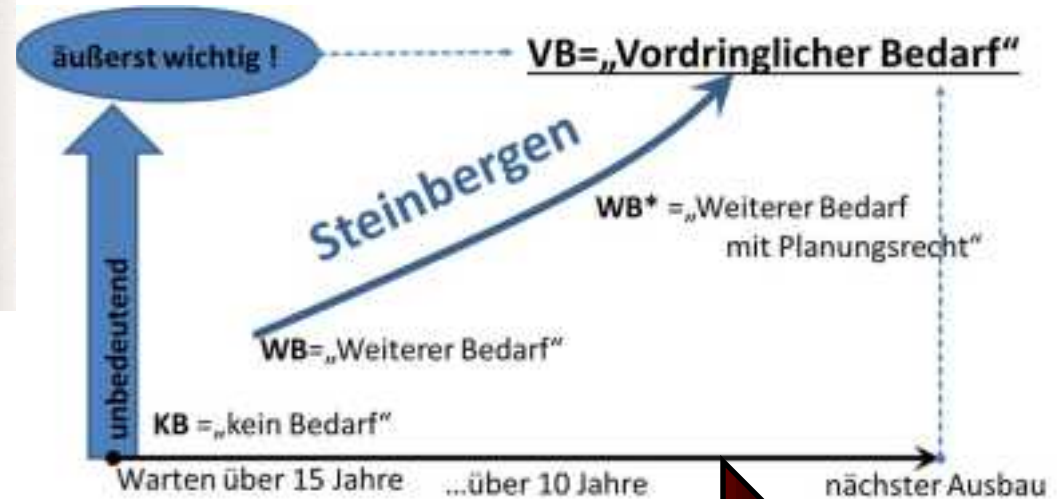 äußerst wichtig !
VB=„Vordringlicher Bedarf“
Steinbergen
WB* =„Weiterer Bedarf
mit Planungsrecht“
unbedeutend
WB=„Weiterer Bedarf“
KB =„kein Bedarf“
Warten über 15 Jahre ...über 10 Jahre nächster Ausbau